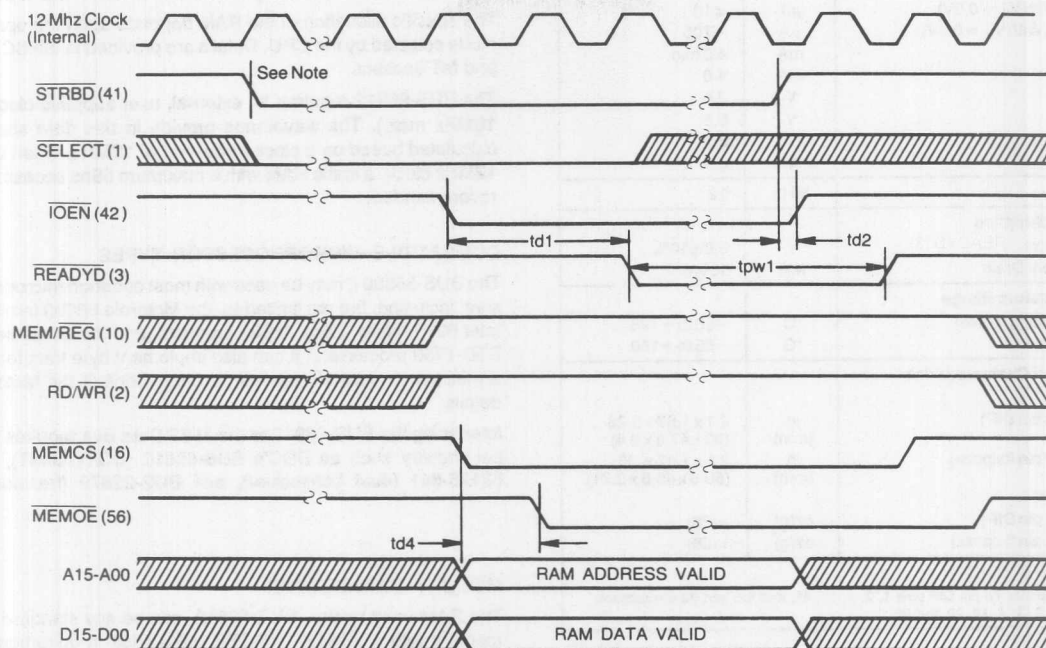 12 Mhz Clock
(Internal)
STRBD (41)
See Note
SELECT (1)
IOEN (42)
td1
td2
READYD (3)
tpw1
MEM/REG (10)
RD/WR (2)
MEMCS (16)
MEMOE (56)
td4
A15-A00
RAM ADDRESS VALID
D15-D00
RAM DATA VALID